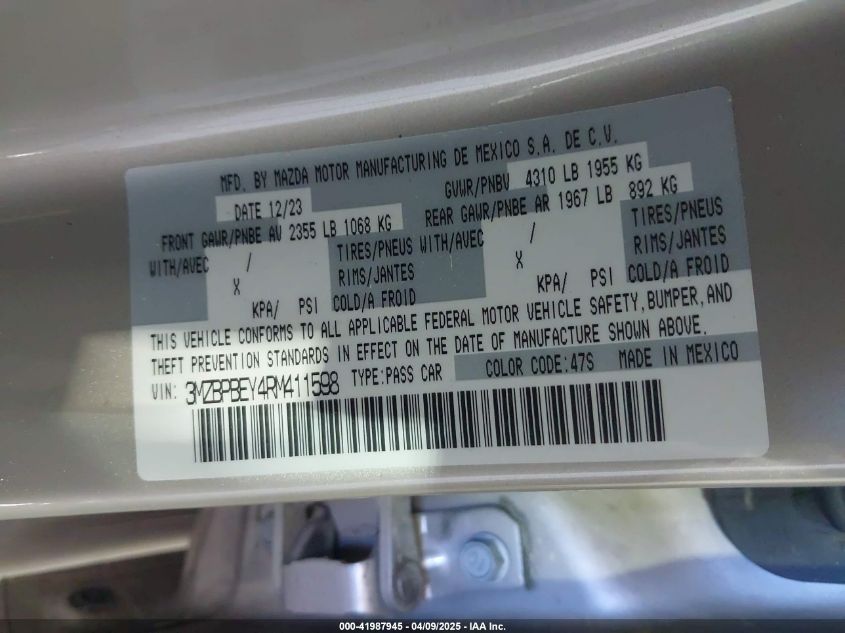 MFD. BY MAZDA MOTOR MANUFACTURING DE MEXICO S.A. DE C.V.
DATE 12/23 GVWR/PNBV 4310 LB 1955 KG
FRONT GAWR/PNBE AV 2355 LB 1068 KG REAR GAWR/PNBE AR 1967 LB 892 KG
WITH/AVEC / TIRES/PNEUS WITH/AVEC / TIRES/PNEUS
X RIMS/JANTES X RIMS/JANTES
KPA/ PSI COLD/A FROID KPA/ PSI COLD/A FROID
THIS VEHICLE CONFORMS TO ALL APPLICABLE FEDERAL MOTOR VEHICLE SAFETY, BUMPER, AND
THEFT PREVENTION STANDARDS IN EFFECT ON THE DATE OF MANUFACTURE SHOWN ABOVE.
VIN: 3MZBPBEY4RM411598 TYPE:PASS CAR COLOR CODE:47S MADE IN MEXICO
000-41987945 - 04/09/2025 - IAA Inc.